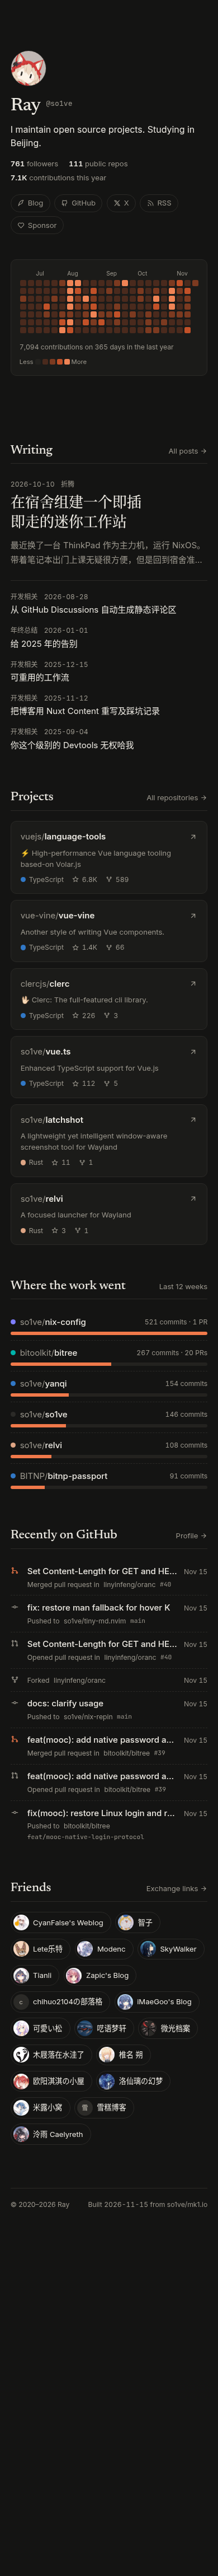 Ray @so1ve
I maintain open source projects. Studying in
Beijing.
761 followers 111 public repos
7.1K contributions this year
Blog GitHub X RSS
Sponsor
Jul Aug Sep Oct Nov
7,094 contributions on 365 days in the last year
Less More
Writing All posts →
2026-10-10 折腾
在宿舍组建一个即插
即走的迷你工作站
最近换了一台 ThinkPad 作为主力机，运行 NixOS。
带着笔记本出门上课无疑很方便，但是回到宿舍准...
开发相关 2026-08-28
从 GitHub Discussions 自动生成静态评论区
年终总结 2026-01-01
给 2025 年的告别
开发相关 2025-12-15
可重用的工作流
开发相关 2025-11-12
把博客用 Nuxt Content 重写及踩坑记录
开发相关 2025-09-04
你这个级别的 Devtools 无权哈我
Projects All repositories →
vuejs/language-tools
⚡ High-performance Vue language tooling
based-on Volar.js
TypeScript 6.8K 589
vue-vine/vue-vine
Another style of writing Vue components.
TypeScript 1.4K 66
clercjs/clerc
Clerc: The full-featured cli library.
TypeScript 226 3
so1ve/vue.ts
Enhanced TypeScript support for Vue.js
TypeScript 112 5
so1ve/latchshot
A lightweight yet intelligent window-aware
screenshot tool for Wayland
Rust 11 1
so1ve/relvi
A focused launcher for Wayland
Rust 3 1
Where the work went Last 12 weeks
so1ve/nix-config 521 commits · 1 PR
bitoolkit/bitree 267 commits · 20 PRs
so1ve/yanqi 154 commits
so1ve/so1ve 146 commits
so1ve/relvi 108 commits
BITNP/bitnp-passport 91 commits
Recently on GitHub Profile →
Set Content-Length for GET and HE... Nov 15
Merged pull request in linyinfeng/oranc #40
fix: restore man fallback for hover K Nov 15
Pushed to so1ve/tiny-md.nvim main
Set Content-Length for GET and HE... Nov 15
Opened pull request in linyinfeng/oranc #40
Forked linyinfeng/oranc Nov 15
docs: clarify usage Nov 15
Pushed to so1ve/nix-repin main
feat(mooc): add native password a... Nov 15
Merged pull request in bitoolkit/bitree #39
feat(mooc): add native password a... Nov 15
Opened pull request in bitoolkit/bitree #39
fix(mooc): restore Linux login and r... Nov 15
Pushed to bitoolkit/bitree
feat/mooc-native-login-protocol
Friends Exchange links →
CyanFalse's Weblog 智子
Lete乐特 Modenc SkyWalker
Tianli Zapic's Blog
c chihuo2104の部落格 iMaeGoo's Blog
可愛い松 呓语梦轩 微光档案
木屐落在水洼了 椎名 朔
欧阳淇淇の小屋 洛仙璃の幻梦
米露小窝 雪 雪糕博客
泠雨 Caelyreth
© 2020–2026 Ray Built 2026-11-15 from so1ve/mk1.io